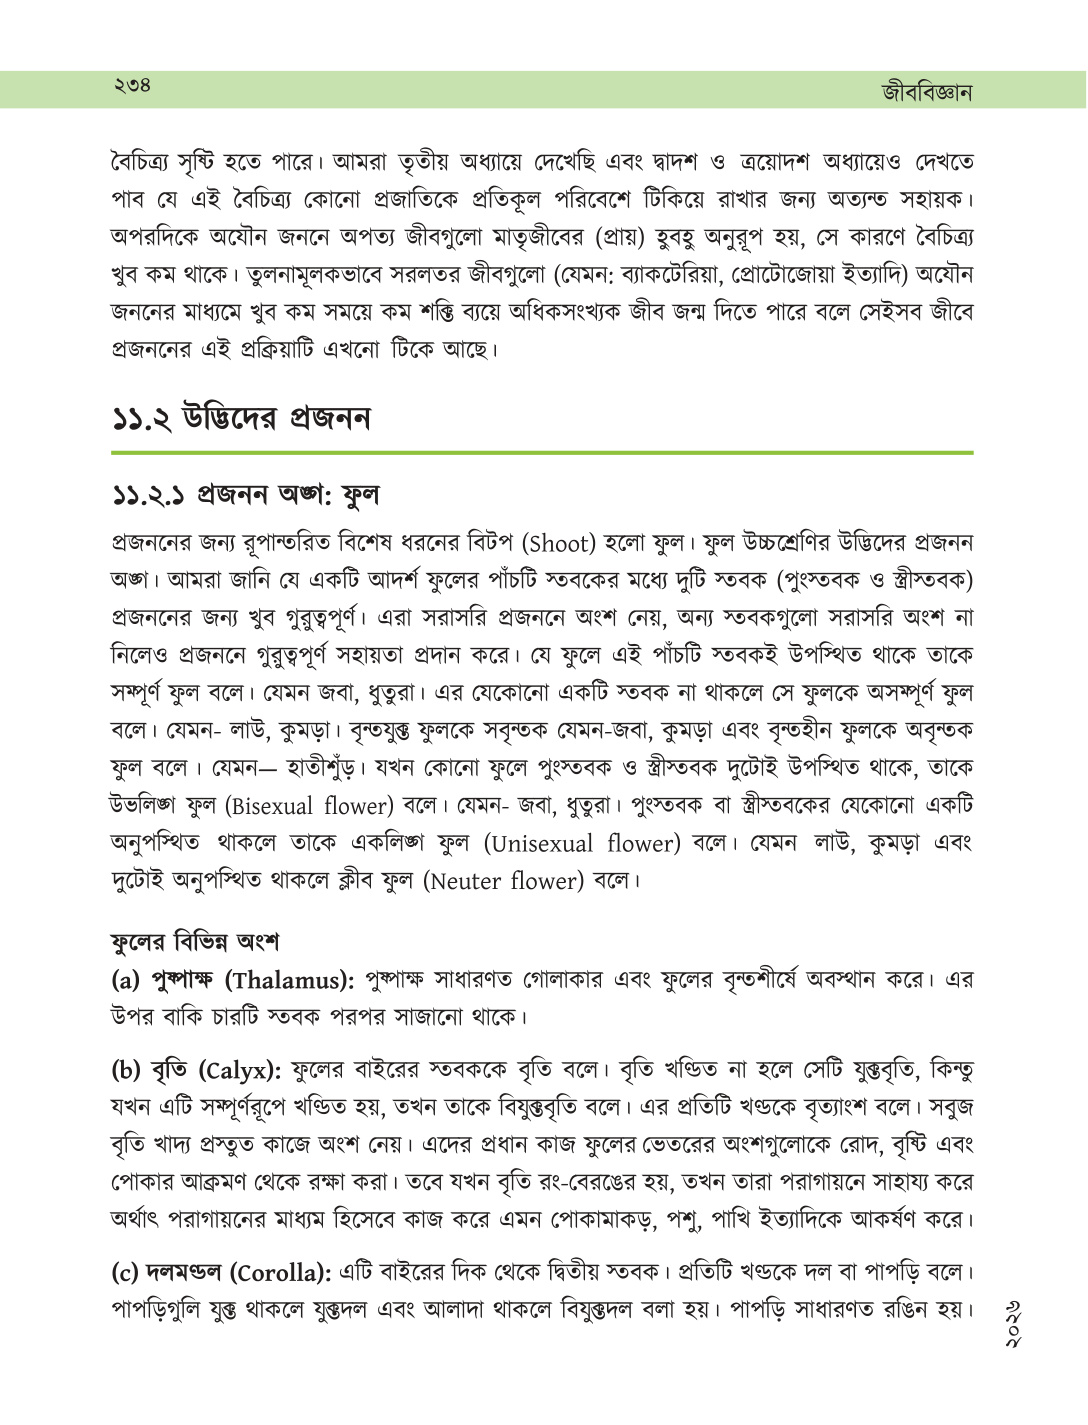 ২৩৪
জীববিজ্ঞান
বৈচিত্র্য সৃষ্টি হতে পারে। আমরা তৃতীয় অধ্যায়ে দেখেছি এবং দ্বাদশ ও ত্রয়োদশ অধ্যায়েও দেখতে
পাব যে এই বৈচিত্র্য কোনো প্রজাতিকে প্রতিকূল পরিবেশে টিকিয়ে রাখার জন্য অত্যন্ত সহায়ক।
অপরদিকে অযৌন জননে অপত্য জীবগুলো মাতৃজীবের (প্রায়) হুবহু অনুরূপ হয়, সে কারণে বৈচিত্র্য
খুব কম থাকে। তুলনামূলকভাবে সরলতর জীবগুলো (যেমন: ব্যাকটেরিয়া, প্রোটোজোয়া ইত্যাদি) অযৌন
জননের মাধ্যমে খুব কম সময়ে কম শক্তি ব্যয়ে অধিকসংখ্যক জীব জন্ম দিতে পারে বলে সেইসব জীবে
প্রজননের এই প্রক্রিয়াটি এখনো টিকে আছে।
১১.২ উদ্ভিদের প্রজনন
১১.২.১ প্রজনন অঙ্গ: ফুল
প্রজননের জন্য রূপান্তরিত বিশেষ ধরনের বিটপ (Shoot) হলো ফুল। ফুল উচ্চশ্রেণির উদ্ভিদের প্রজনন
অঙ্গ। আমরা জানি যে একটি আদর্শ ফুলের পাঁচটি স্তবকের মধ্যে দুটি স্তবক (পুংস্তবক ও স্ত্রীস্তবক)
প্রজননের জন্য খুব গুরুত্বপূর্ণ। এরা সরাসরি প্রজননে অংশ নেয়, অন্য স্তবকগুলো সরাসরি অংশ না
নিলেও প্রজননে গুরুত্বপূর্ণ সহায়তা প্রদান করে। যে ফুলে এই পাঁচটি স্তবকই উপস্থিত থাকে তাকে
সম্পূর্ণ ফুল বলে। যেমন জবা, ধুতুরা। এর যেকোনো একটি স্তবক না থাকলে সে ফুলকে অসম্পূর্ণ ফুল
বলে। যেমন- লাউ, কুমড়া। বৃন্তযুক্ত ফুলকে সবৃন্তক যেমন-জবা, কুমড়া এবং বৃন্তহীন ফুলকে অবৃন্তক
ফুল বলে । যেমন— হাতীশুঁড়। যখন কোনো ফুলে পুংস্তবক ও স্ত্রীস্তবক দুটোই উপস্থিত থাকে, তাকে
উভলিঙ্গ ফুল (Bisexual flower) বলে। যেমন- জবা, ধুতুরা। পুংস্তবক বা স্ত্রীস্তবকের যেকোনো একটি
অনুপস্থিত থাকলে তাকে একলিঙ্গ ফুল (Unisexual flower) বলে। যেমন লাউ, কুমড়া এবং
দুটোই অনুপস্থিত থাকলে ক্লীব ফুল (Neuter flower) বলে।
ফুলের বিভিন্ন অংশ
(a) পুষ্পাক্ষ (Thalamus): পুষ্পাক্ষ সাধারণত গোলাকার এবং ফুলের বৃন্তশীর্ষে অবস্থান করে। এর
উপর বাকি চারটি স্তবক পরপর সাজানো থাকে।
(b) বৃতি (Calyx): ফুলের বাইরের স্তবককে বৃতি বলে। বৃতি খণ্ডিত না হলে সেটি যুক্তবৃতি, কিন্তু
যখন এটি সম্পূর্ণরূপে খণ্ডিত হয়, তখন তাকে বিযুক্তবৃতি বলে। এর প্রতিটি খণ্ডকে বৃত্যাংশ বলে। সবুজ
বৃতি খাদ্য প্রস্তুত কাজে অংশ নেয়। এদের প্রধান কাজ ফুলের ভেতরের অংশগুলোকে রোদ, বৃষ্টি এবং
পোকার আক্রমণ থেকে রক্ষা করা। তবে যখন বৃতি রং-বেরঙের হয়, তখন তারা পরাগায়নে সাহায্য করে
অর্থাৎ পরাগায়নের মাধ্যম হিসেবে কাজ করে এমন পোকামাকড়, পশু, পাখি ইত্যাদিকে আকর্ষণ করে।
(c) দলমণ্ডল (Corolla): এটি বাইরের দিক থেকে দ্বিতীয় স্তবক। প্রতিটি খণ্ডকে দল বা পাপড়ি বলে।
পাপড়িগুলি যুক্ত থাকলে যুক্তদল এবং আলাদা থাকলে বিযুক্তদল বলা হয়। পাপড়ি সাধারণত রঙিন হয়।
২০২৬